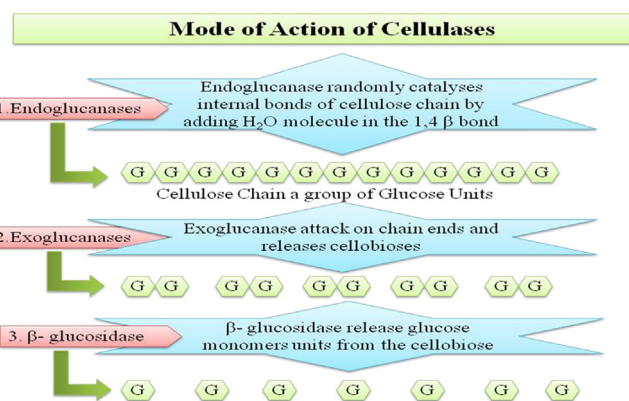 Mode of Action of Cellulases
Endoglucanase randomly catalyses
1.Endoglucanases
internal bonds of cellulose chain by
adding H₂O molecule in the 1,4 β bond
G G G G G G G G G G G G G
Cellulose Chain a group of Glucose Units
2.Exoglucanases
Exoglucanase attack on chain ends and
releases cellobioses
G G G G G G G G G G
3. β- glucosidase
β- glucosidase release glucose
monomers units from the cellobiose
G G G G G G G